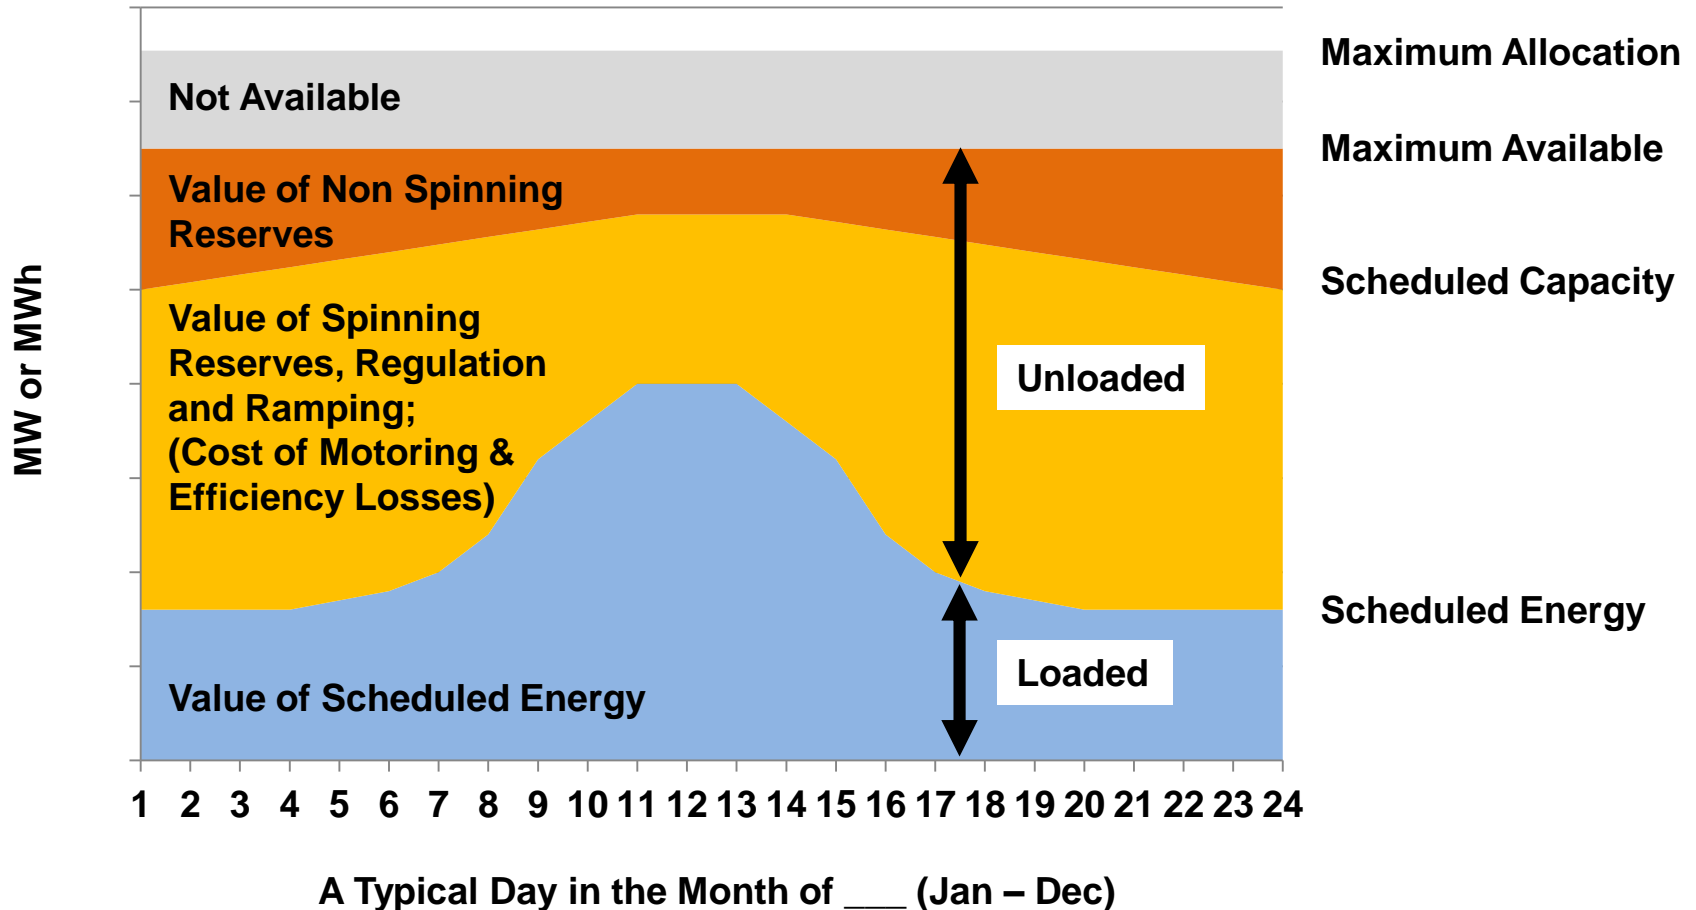 Maximum Allocation
Not Available
Maximum Available
Value of Non Spinning
Reserves
Scheduled Capacity
MW or MWh
Value of Spinning
Reserves, Regulation
and Ramping;
(Cost of Motoring &
Efficiency Losses)
Unloaded
Scheduled Energy
Loaded
Value of Scheduled Energy
1 2 3 4 5 6 7 8 9 10 11 12 13 14 15 16 17 18 19 20 21 22 23 24
A Typical Day in the Month of ___ (Jan – Dec)